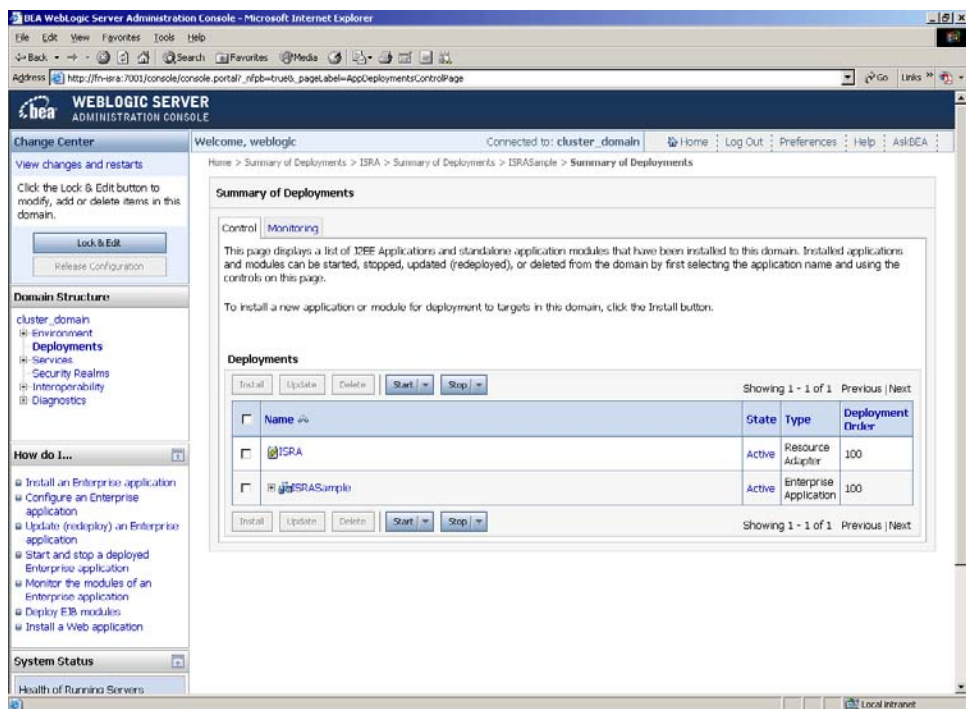 BEA WebLogic Server Administration Console - Microsoft Internet Explorer
File Edit View Favorites Tools Help
Back Search Favorites Media
Address http://fn-isra:7001/console/console.portal?_nfpb=true&_pageLabel=AppDeploymentsControlPage Go Links »
bea WEBLOGIC SERVER
ADMINISTRATION CONSOLE
Change Center
View changes and restarts
Click the Lock & Edit button to
modify, add or delete items in this
domain.
Lock & Edit
Release Configuration
Domain Structure
cluster_domain
Environment
Deployments
Services
Security Realms
Interoperability
Diagnostics
How do I...
Install an Enterprise application
Configure an Enterprise
application
Update (redeploy) an Enterprise
application
Start and stop a deployed
Enterprise application
Monitor the modules of an
Enterprise application
Deploy EJB modules
Install a Web application
System Status
Health of Running Servers
Welcome, weblogic Connected to: cluster_domain Home Log Out Preferences Help AskBEA
Home > Summary of Deployments > ISRA > Summary of Deployments > ISRASample > Summary of Deployments
Summary of Deployments
Control Monitoring
This page displays a list of J2EE Applications and standalone application modules that have been installed to this domain. Installed applications
and modules can be started, stopped, updated (redeployed), or deleted from the domain by first selecting the application name and using the
controls on this page.
To install a new application or module for deployment to targets in this domain, click the Install button.
Deployments
Install Update Delete Start Stop Showing 1 - 1 of 1 Previous | Next
Name State Type Deployment
Order
ISRA Active Resource
Adapter 100
ISRASample Active Enterprise
Application 100
Install Update Delete Start Stop Showing 1 - 1 of 1 Previous | Next
Local intranet